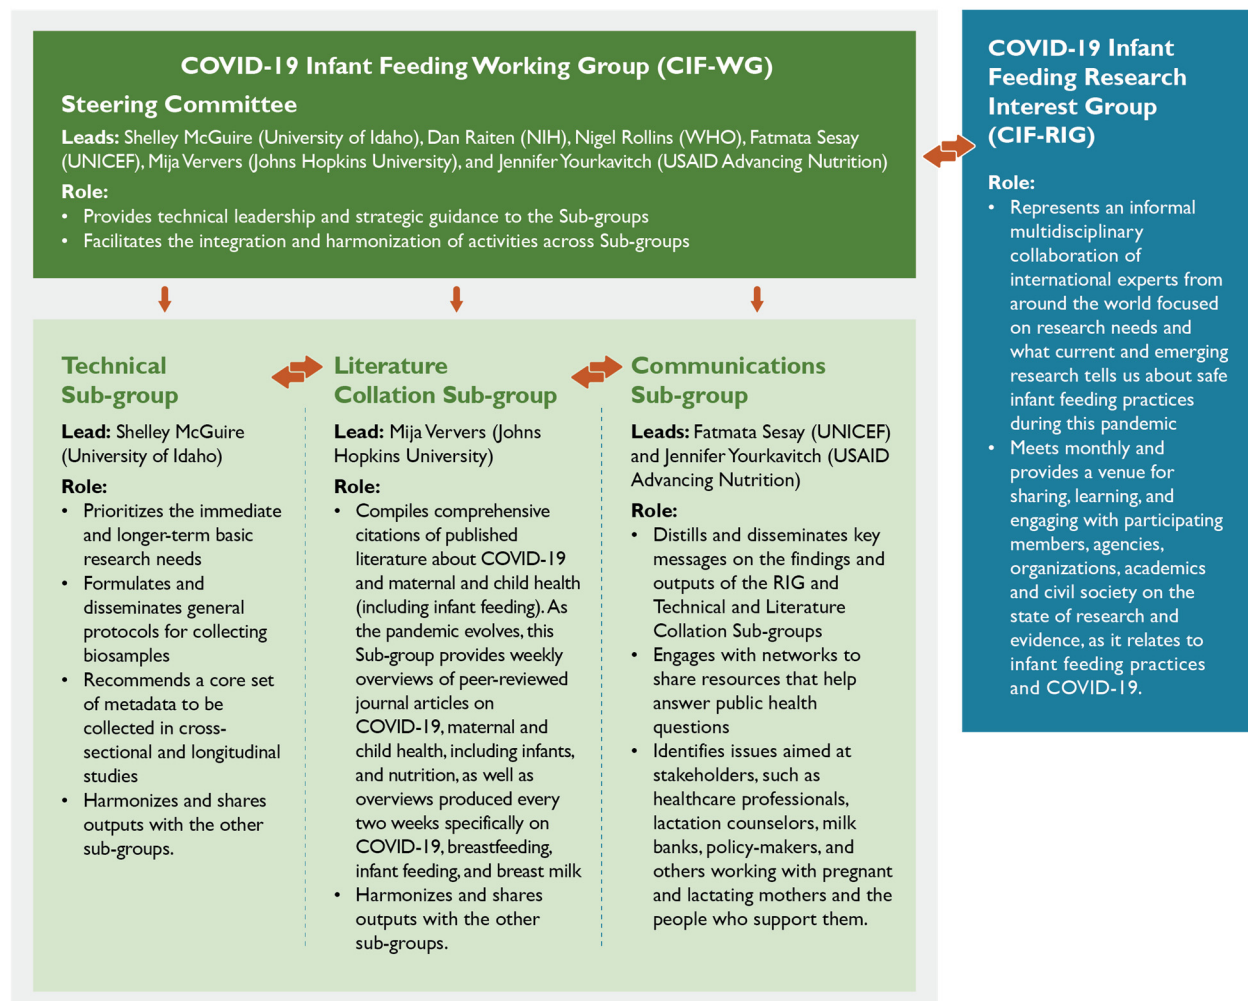 COVID-19 Infant Feeding Working Group (CIF-WG)
Steering Committee
Leads: Shelley McGuire (University of Idaho), Dan Raiten (NIH), Nigel Rollins (WHO), Fatmata Sesay
(UNICEF), Mija Ververs (Johns Hopkins University), and Jennifer Yourkavitch (USAID Advancing Nutrition)
Role:
• Provides technical leadership and strategic guidance to the Sub-groups
• Facilitates the integration and harmonization of activities across Sub-groups
Technical
Sub-group
Lead: Shelley McGuire
(University of Idaho)
Role:
• Prioritizes the immediate
and longer-term basic
research needs
• Formulates and
disseminates general
protocols for collecting
biosamples
• Recommends a core set
of metadata to be
collected in cross-
sectional and longitudinal
studies
• Harmonizes and shares
outputs with the other
sub-groups.
Literature
Collation Sub-group
Lead: Mija Ververs (Johns
Hopkins University)
Role:
• Compiles comprehensive
citations of published
literature about COVID-19
and maternal and child health
(including infant feeding). As
the pandemic evolves, this
Sub-group provides weekly
overviews of peer-reviewed
journal articles on
COVID-19, maternal and
child health, including infants,
and nutrition, as well as
overviews produced every
two weeks specifically on
COVID-19, breastfeeding,
infant feeding, and breast milk
• Harmonizes and shares
outputs with the other
sub-groups.
Communications
Sub-group
Leads: Fatmata Sesay (UNICEF)
and Jennifer Yourkavitch (USAID
Advancing Nutrition)
Role:
• Distills and disseminates key
messages on the findings and
outputs of the RIG and
Technical and Literature
Collation Sub-groups
• Engages with networks to
share resources that help
answer public health
questions
• Identifies issues aimed at
stakeholders, such as
healthcare professionals,
lactation counselors, milk
banks, policy-makers, and
others working with pregnant
and lactating mothers and the
people who support them.
COVID-19 Infant
Feeding Research
Interest Group
(CIF-RIG)
Role:
• Represents an informal
multidisciplinary
collaboration of
international experts from
around the world focused
on research needs and
what current and emerging
research tells us about safe
infant feeding practices
during this pandemic
• Meets monthly and
provides a venue for
sharing, learning, and
engaging with participating
members, agencies,
organizations, academics
and civil society on the
state of research and
evidence, as it relates to
infant feeding practices
and COVID-19.